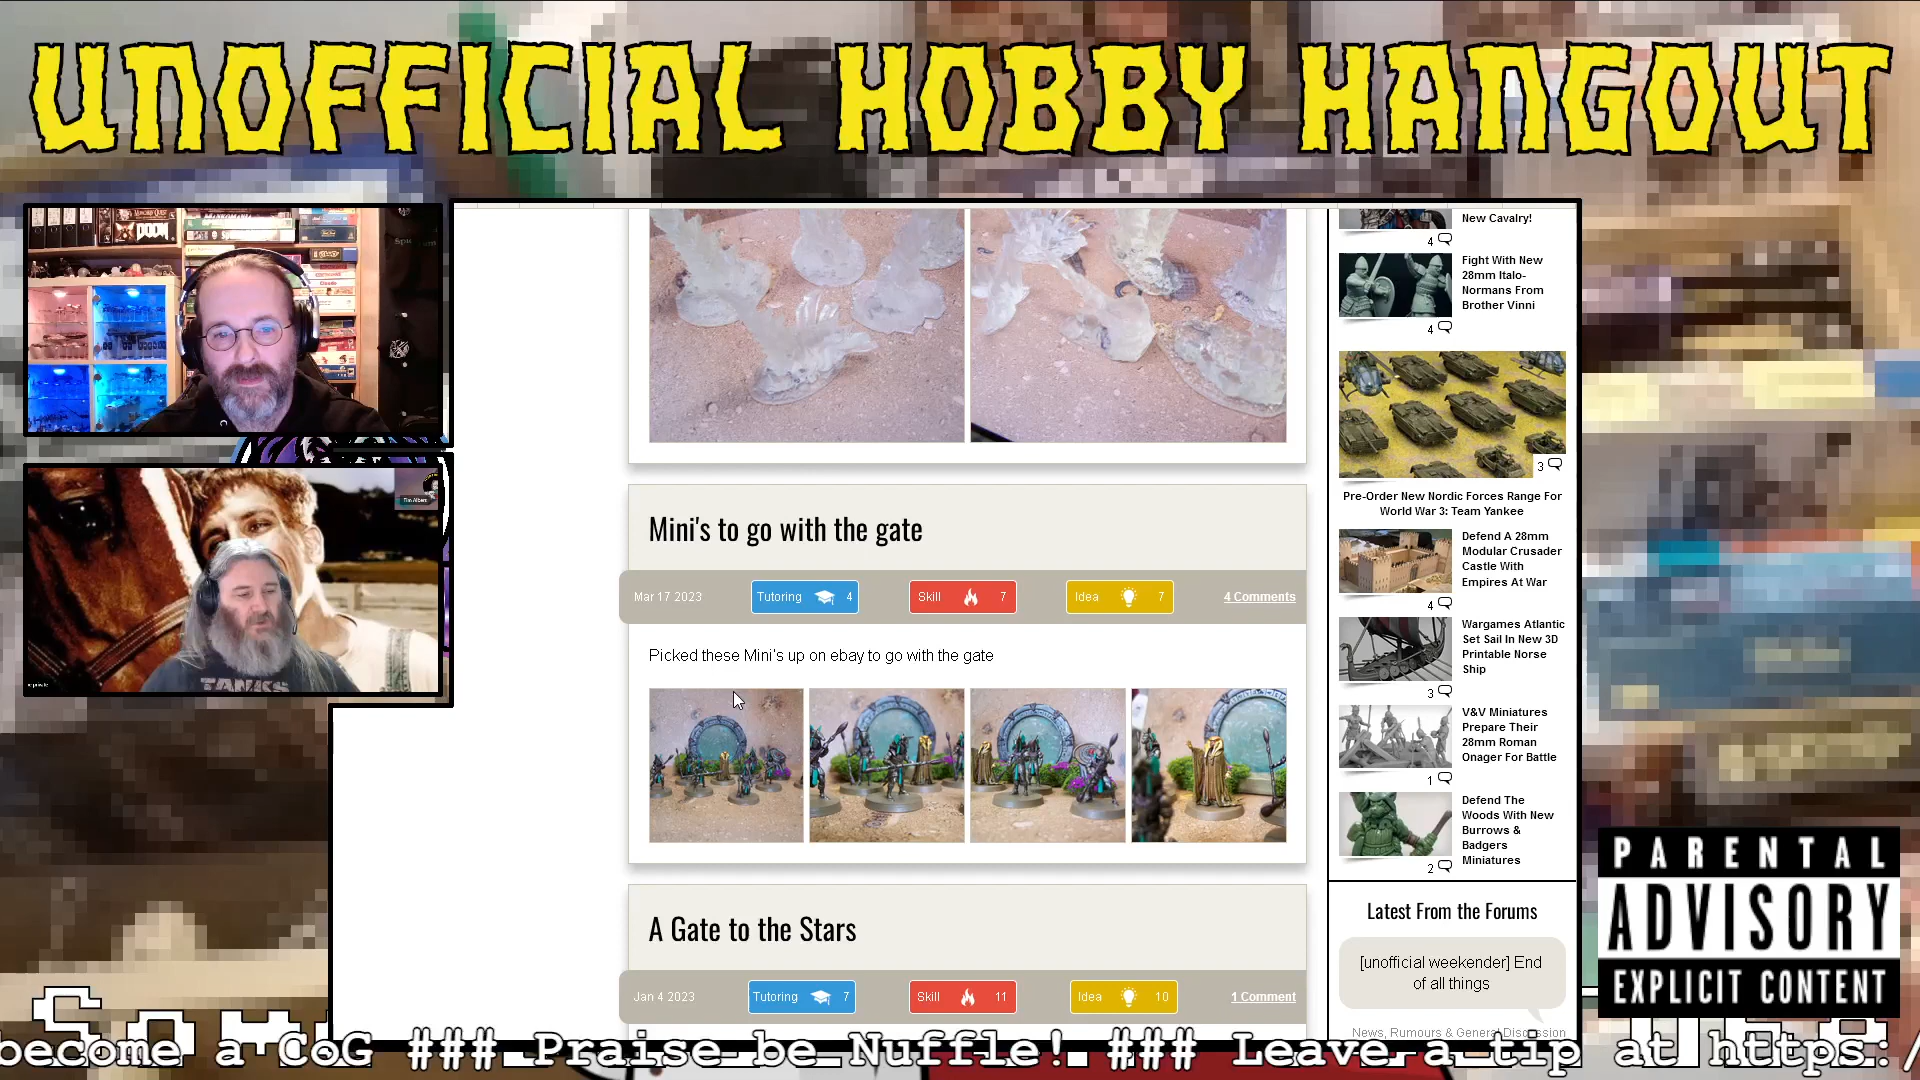 UNOFFICIAL HOBBY HANGOUT
DOOM
Tim Albers
TANKS
Mini's to go with the gate
Mar 17 2023
Tutoring 4
Skill 7
Idea 7
4 Comments
Picked these Mini's up on ebay to go with the gate
A Gate to the Stars
Jan 4 2023
Tutoring 7
Skill 11
Idea 10
1 Comment
New Cavalry!
4
Fight With New
28mm Italo-
Normans From
Brother Vinni
4
3
Pre-Order New Nordic Forces Range For
World War 3: Team Yankee
Defend A 28mm
Modular Crusader
Castle With
Empires At War
4
Wargames Atlantic
Set Sail In New 3D
Printable Norse
Ship
3
V&V Miniatures
Prepare Their
28mm Roman
Onager For Battle
1
Defend The
Woods With New
Burrows &
Badgers
Miniatures
2
Latest From the Forums
[unofficial weekender] End
of all things
News, Rumours & General Discussion
PARENTAL
ADVISORY
EXPLICIT CONTENT
become a CoG ### Praise be Nuffle! ### Leave a tip at https:/